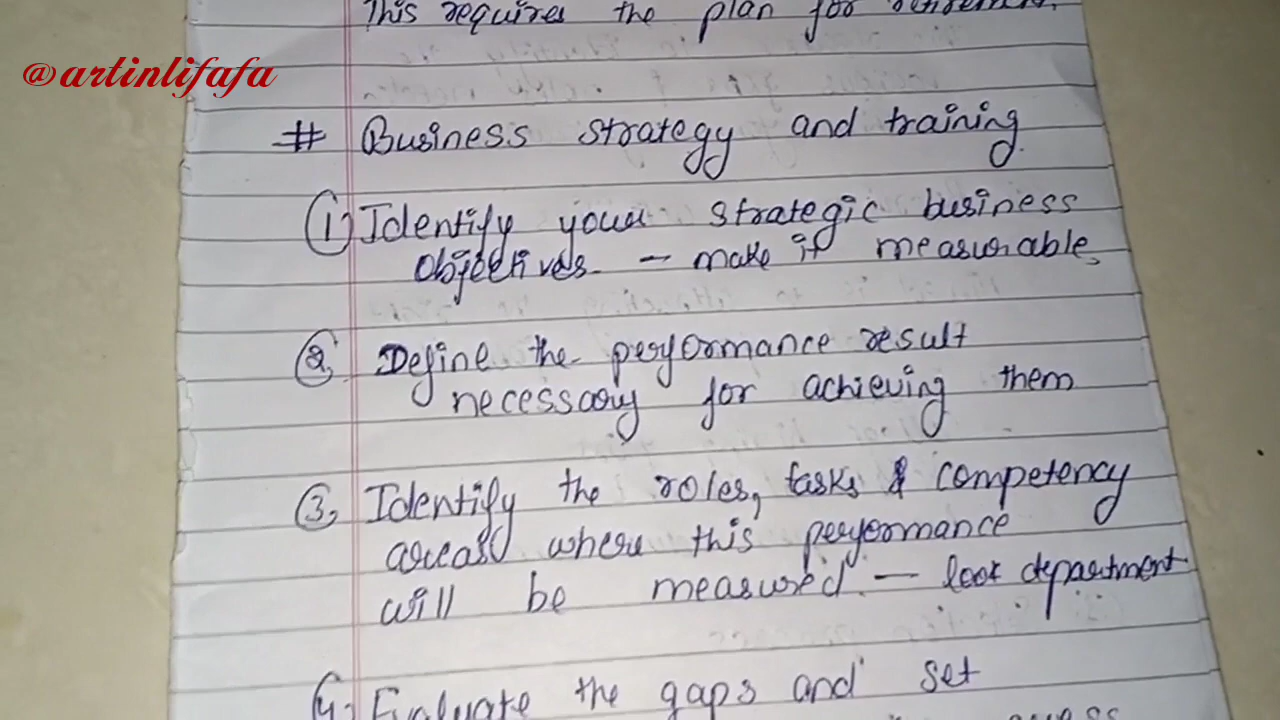 This requires the plan for retirement.
@artinlifafa
# Business strategy and training
1) Identify your strategic business
objectives - make it measurable,
2, Define the performance result
necessary for achieving them
3, Identify the roles, tasks & competency
areas where this performance
will be measured - look department
4. Evaluate the gaps and set